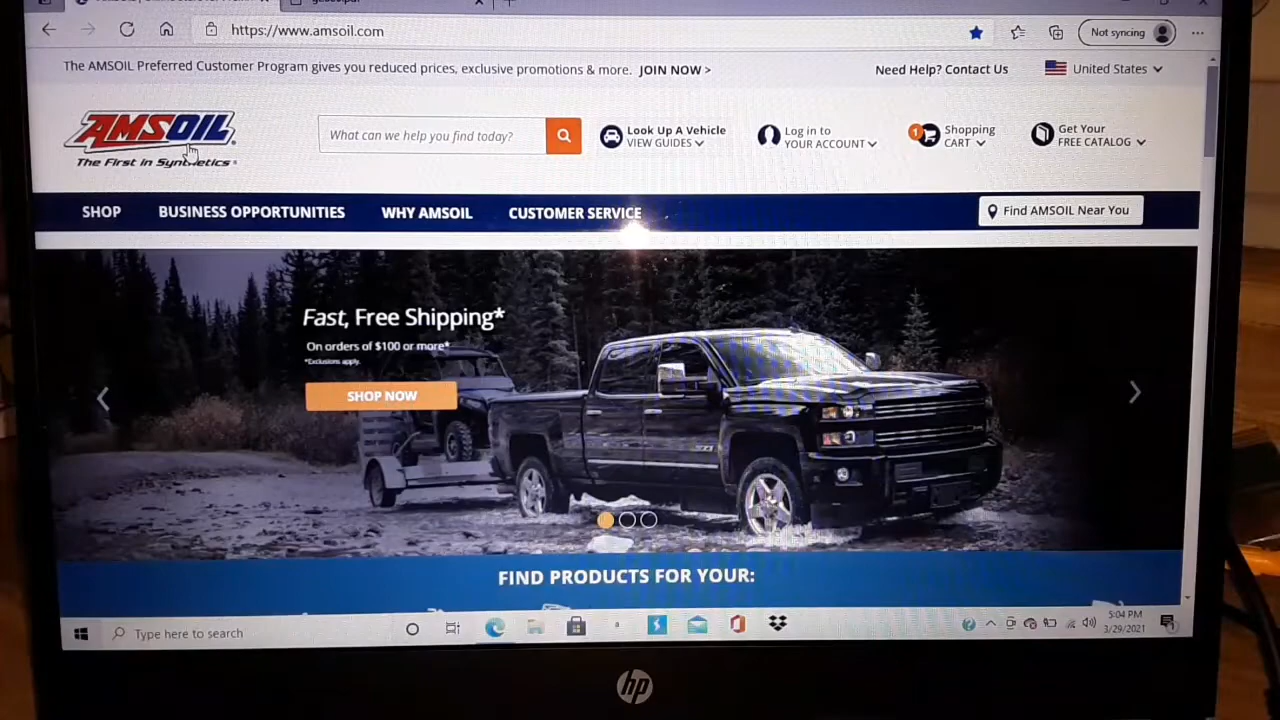 https://www.amsoil.com
Not syncing
The AMSOIL Preferred Customer Program gives you reduced prices, exclusive promotions & more. JOIN NOW >
Need Help? Contact Us
United States
AMSOIL
The First in Synthetics®
What can we help you find today?
Look Up A Vehicle
VIEW GUIDES
Log in to
YOUR ACCOUNT
1
Shopping
CART
Get Your
FREE CATALOG
SHOP
BUSINESS OPPORTUNITIES
WHY AMSOIL
CUSTOMER SERVICE
Find AMSOIL Near You
Fast, Free Shipping*
On orders of $100 or more*
*Exclusions apply.
SHOP NOW
FIND PRODUCTS FOR YOUR:
Type here to search
5:04 PM
3/29/2021
hp